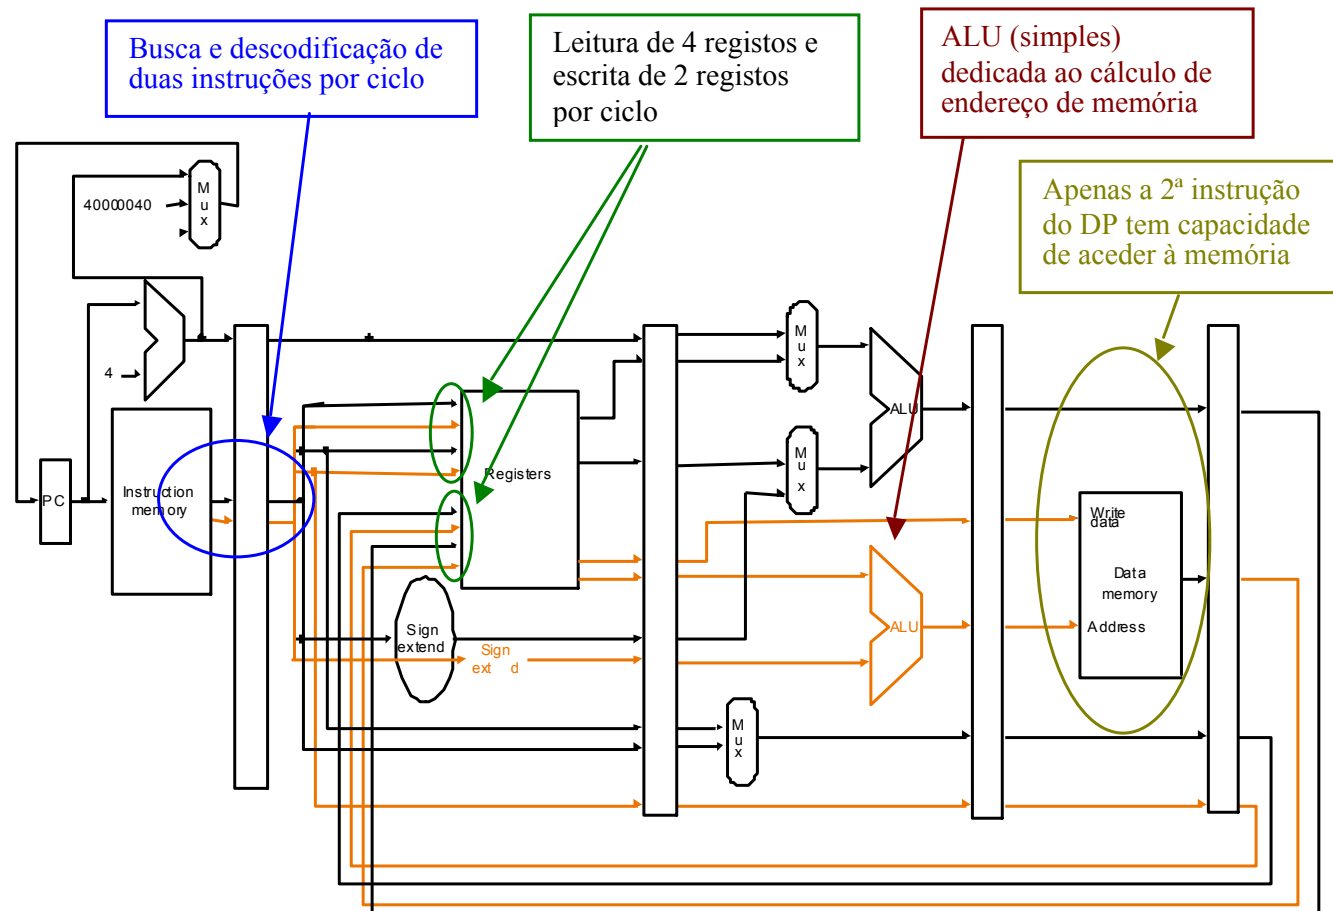 Busca e descodificação de
duas instruções por ciclo
Leitura de 4 registos e
escrita de 2 registos
por ciclo
ALU (simples)
dedicada ao cálculo de
endereço de memória
Apenas a 2ª instrução
do DP tem capacidade
de aceder à memória
M
u
x
40000040
4
PC
Instruction
memory
Registers
Sign
extend
Sign
ext d
M
u
x
M
u
x
ALU
ALU
M
u
x
Write
data
Data
memory
Address